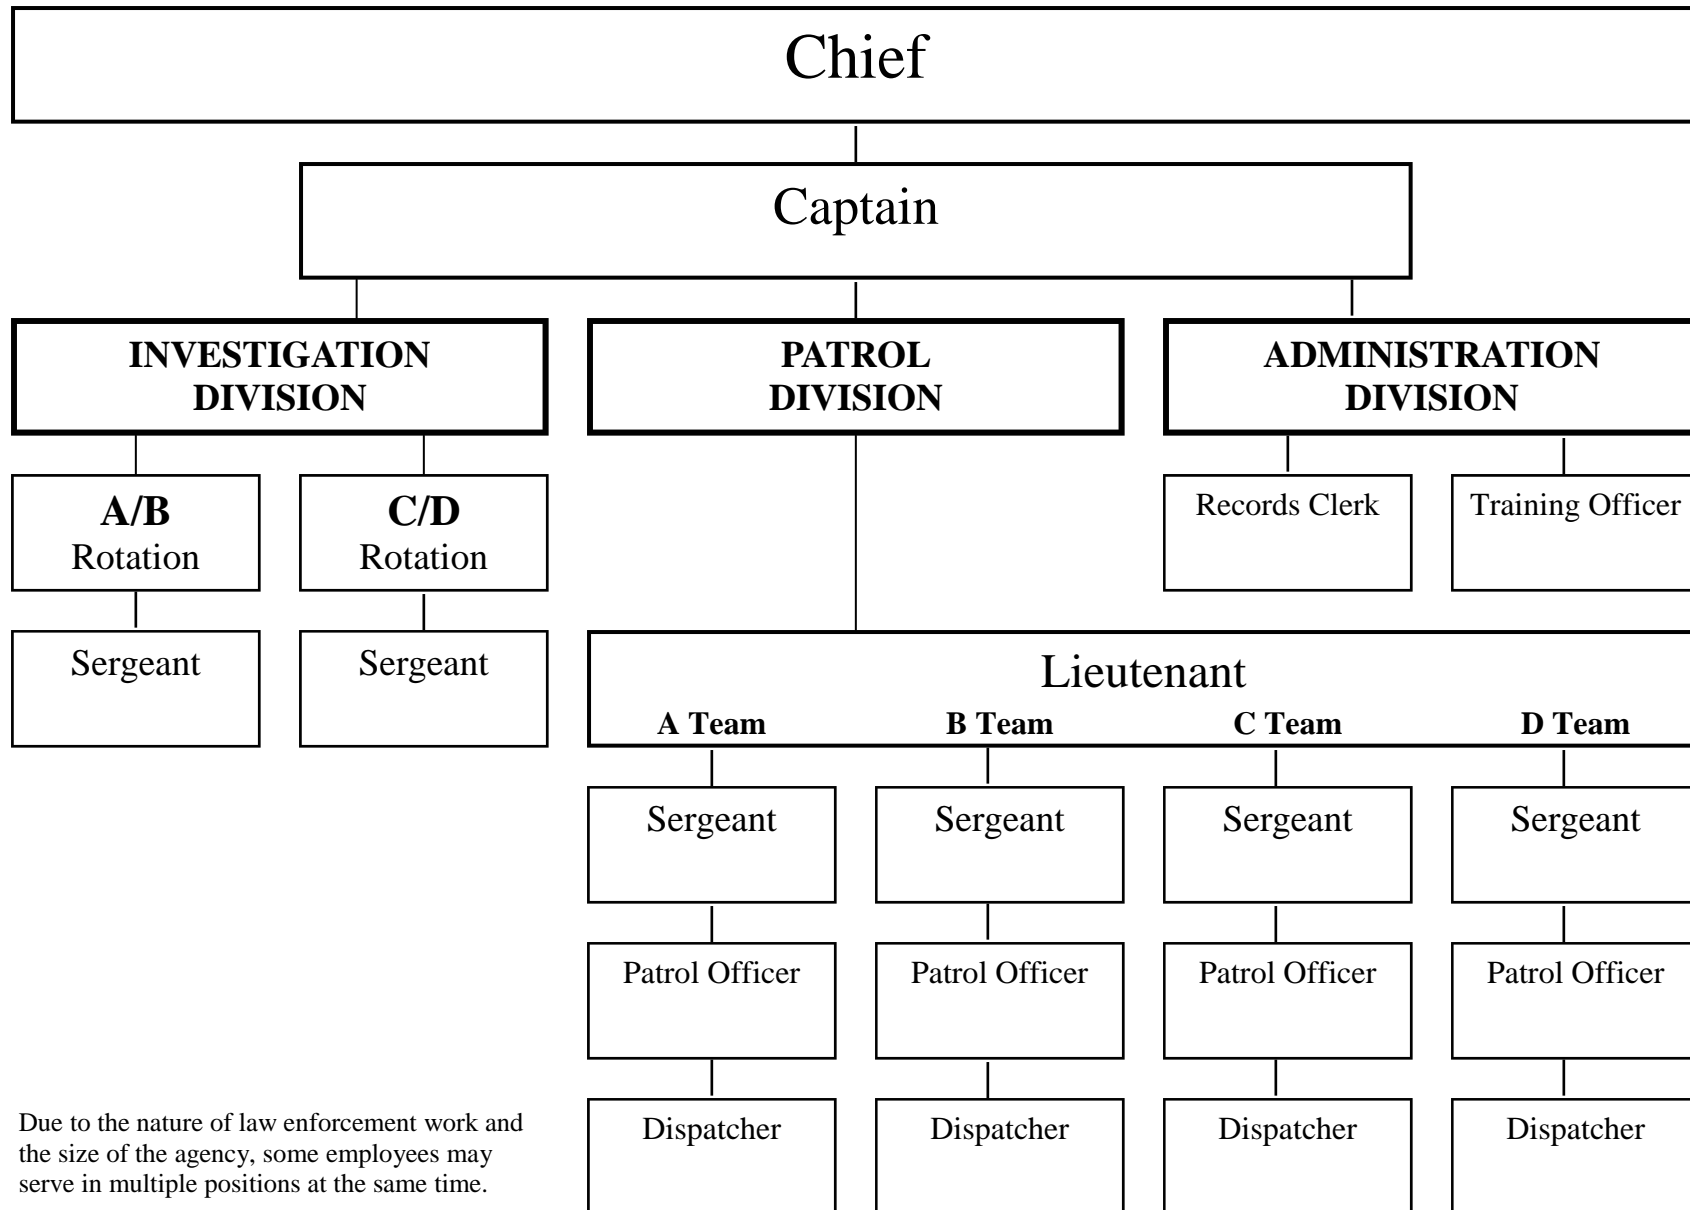 Chief
Captain
INVESTIGATION
DIVISION
PATROL
DIVISION
ADMINISTRATION
DIVISION
A/B
Rotation
C/D
Rotation
Records Clerk
Training Officer
Sergeant
Sergeant
Lieutenant
A Team
B Team
C Team
D Team
Sergeant
Sergeant
Sergeant
Sergeant
Patrol Officer
Patrol Officer
Patrol Officer
Patrol Officer
Dispatcher
Dispatcher
Dispatcher
Dispatcher
Due to the nature of law enforcement work and
the size of the agency, some employees may
serve in multiple positions at the same time.